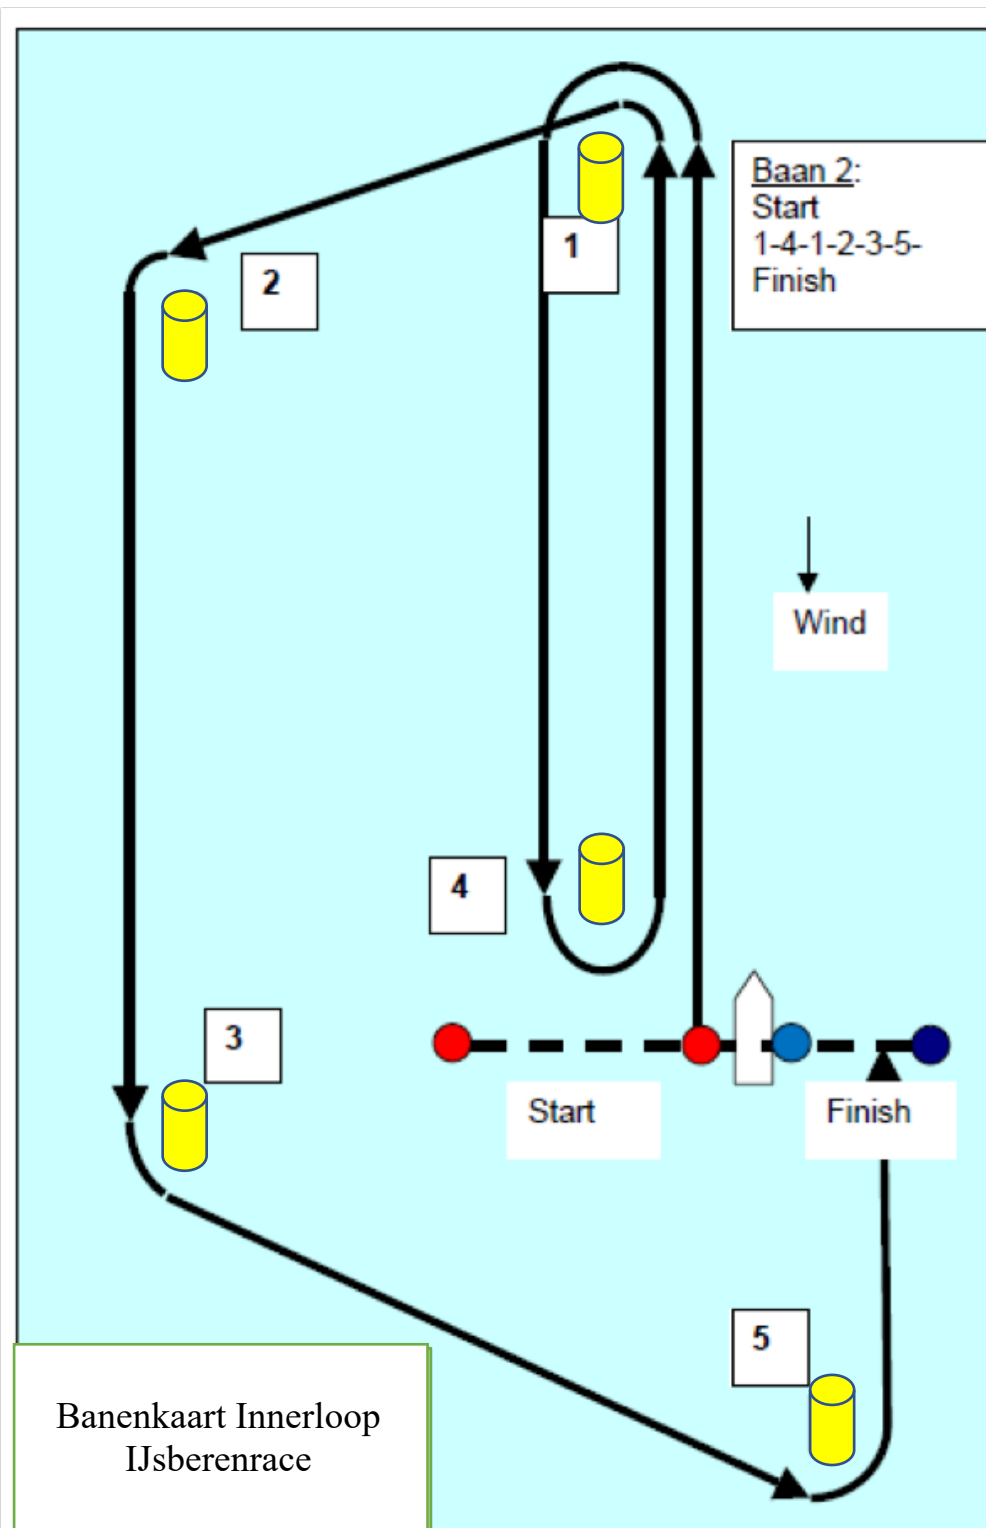 Baan 2:
Start
1-4-1-2-3-5-
Finish
1
2
Wind
4
3
Start
Finish
5
Banenkaart Innerloop
IJsberenrace